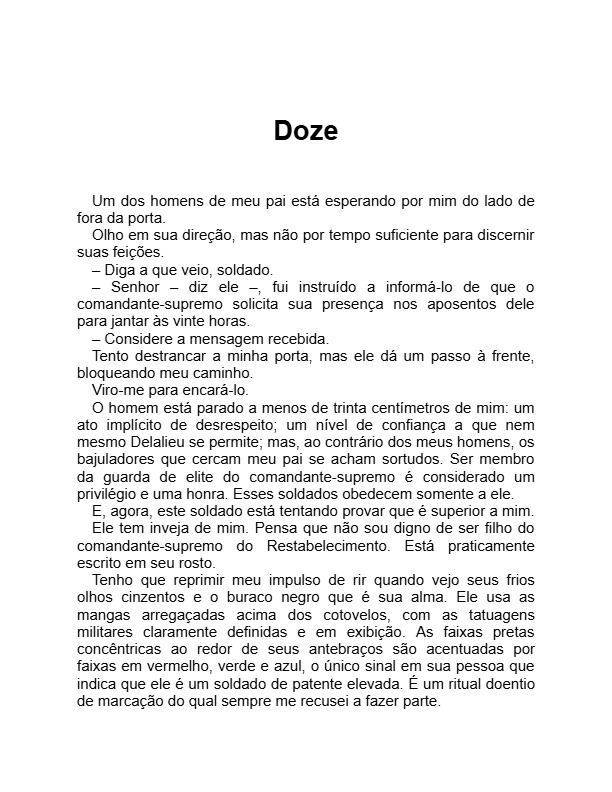 Doze
Um dos homens de meu pai está esperando por mim do lado de
fora da porta.
Olho em sua direção, mas não por tempo suficiente para discernir
suas feições.
– Diga a que veio, soldado.
– Senhor – diz ele –, fui instruído a informá-lo de que o
comandante-supremo solicita sua presença nos aposentos dele
para jantar às vinte horas.
– Considere a mensagem recebida.
Tento destrancar a minha porta, mas ele dá um passo à frente,
bloqueando meu caminho.
Viro-me para encará-lo.
O homem está parado a menos de trinta centímetros de mim: um
ato implícito de desrespeito; um nível de confiança a que nem
mesmo Delalieu se permite; mas, ao contrário dos meus homens, os
bajuladores que cercam meu pai se acham sortudos. Ser membro
da guarda de elite do comandante-supremo é considerado um
privilégio e uma honra. Esses soldados obedecem somente a ele.
E, agora, este soldado está tentando provar que é superior a mim.
Ele tem inveja de mim. Pensa que não sou digno de ser filho do
comandante-supremo do Restabelecimento. Está praticamente
escrito em seu rosto.
Tenho que reprimir meu impulso de rir quando vejo seus frios
olhos cinzentos e o buraco negro que é sua alma. Ele usa as
mangas arregaçadas acima dos cotovelos, com as tatuagens
militares claramente definidas e em exibição. As faixas pretas
concêntricas ao redor de seus antebraços são acentuadas por
faixas em vermelho, verde e azul, o único sinal em sua pessoa que
indica que ele é um soldado de patente elevada. É um ritual doentio
de marcação do qual sempre me recusei a fazer parte.